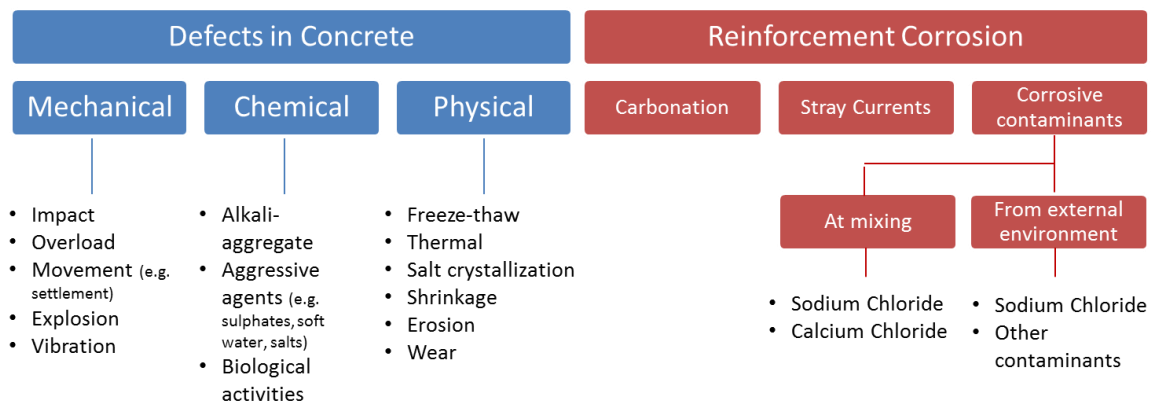 Defects in Concrete
Reinforcement Corrosion
Mechanical
Chemical
Physical
Carbonation
Stray Currents
Corrosive
contaminants
• Impact
• Overload
• Movement (e.g.
settlement)
• Explosion
• Vibration
• Alkali-
aggregate
• Aggressive
agents (e.g.
sulphates, soft
water, salts)
• Biological
activities
• Freeze-thaw
• Thermal
• Salt crystallization
• Shrinkage
• Erosion
• Wear
At mixing
From external
environment
• Sodium Chloride
• Calcium Chloride
• Sodium Chloride
• Other
contaminants